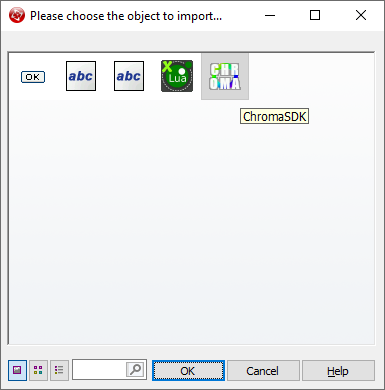 Please choose the object to import...
OK
abc
abc
X
Lua
CHR
OMA
ChromaSDK
OK
Cancel
Help